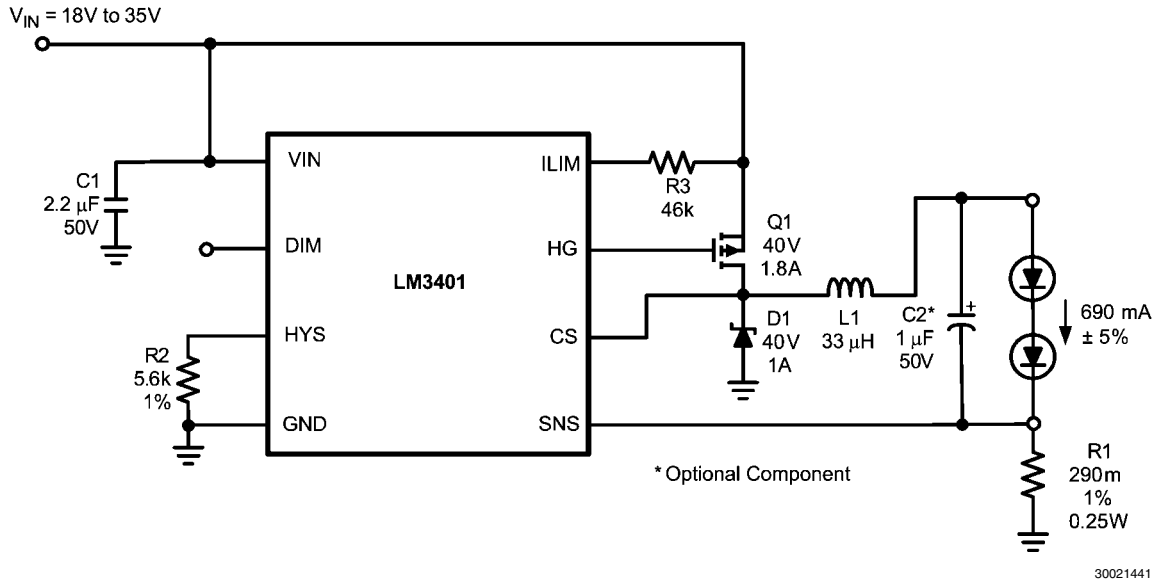 VIN = 18V to 35V
C1
2.2 μF
50V
VIN
DIM
HYS
GND
R2
5.6k
1%
LM3401
ILIM
HG
CS
SNS
R3
46k
Q1
40V
1.8A
D1
40V
1A
L1
33 μH
C2*
1 μF
50V
+
690 mA
± 5%
* Optional Component
R1
290m
1%
0.25W
30021441